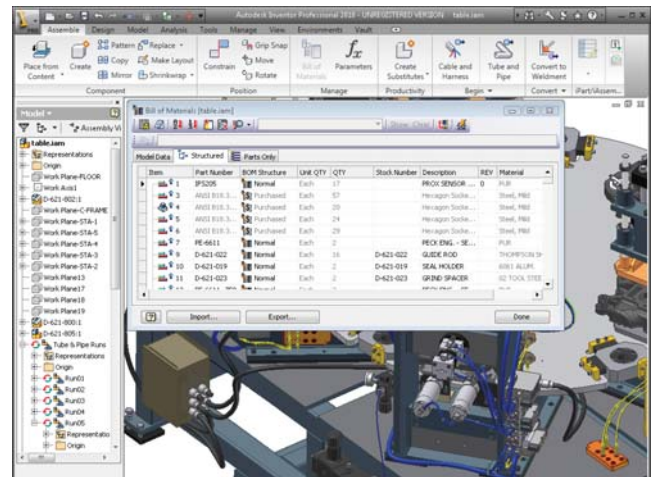 Autodesk Inventor Professional 2010 - UNREGISTERED VERSION table.iam
PRO Assemble Design Model Analysis Tools Manage View Environments Vault
Pattern Replace Grip Snap
Copy Make Layout Move
Mirror Shrinkwrap Rotate
Place from Content Create Constrain Bill of Materials Parameters Create Substitutes Cable and Harness Tube and Pipe Convert to Weldment
Component Position Manage Productivity Begin Convert iPart/iAssem...
Model
Assembly Vi
table.iam
Representations
Origin
Work Plane-FLOOR
Work Axis1
D-621-802:1
Work Plane-C-FRAME
Work Plane-STA-1
Work Plane-STA-5
Work Plane-STA-4
Work Plane-STA-3
Work Plane-STA-2
Work Plane13
Work Plane17
Work Plane18
Work Plane19
D-621-800:1
D-621-805:1
Tube & Pipe Runs
Representations
Origin
Run01
Run02
Run03
Run04
Run05
Representatio
Origin
Bill of Materials [table.iam]
Model Data Structured Parts Only
Item Part Number BOM Structure Unit QTY QTY Stock Number Description REV Material
1 IPS205 Normal Each 17 PROX SENSOR ... 0 PUR
3 Purchased Each 57 Hexagon Socke... Steel, Mild
4 Purchased Each 20 Hexagon Socke... Steel, Mild
5 Purchased Each 24 Hexagon Socke... Steel, Mild
6 Purchased Each 29 Hexagon Socke... Steel, Mild
7 PE-6611 Normal Each 2 PECK ENG. - SE... PUR
9 D-621-022 Normal Each 16 D-621-022 GUIDE ROD THOMPSON SH
10 D-621-019 Normal Each 2 D-621-019 SEAL HOLDER 6061 ALUM.
11 D-621-023 Normal Each 2 D-621-023 GRIND SPACER 02 TOOL STEE
Import... Export... Done